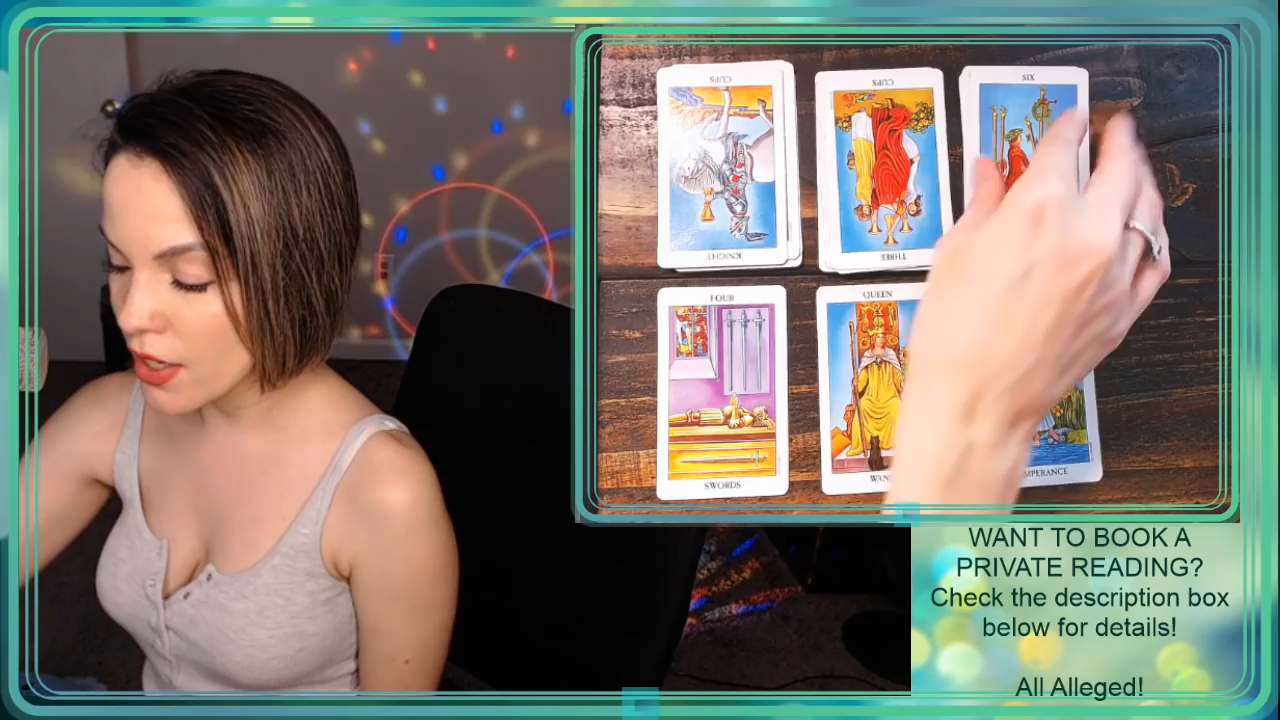 CUPS
CUPS
SIX
KNIGHT
THREE
FOUR
QUEEN
SWORDS
WANT TO BOOK A
PRIVATE READING?
Check the description box
below for details!
All Alleged!